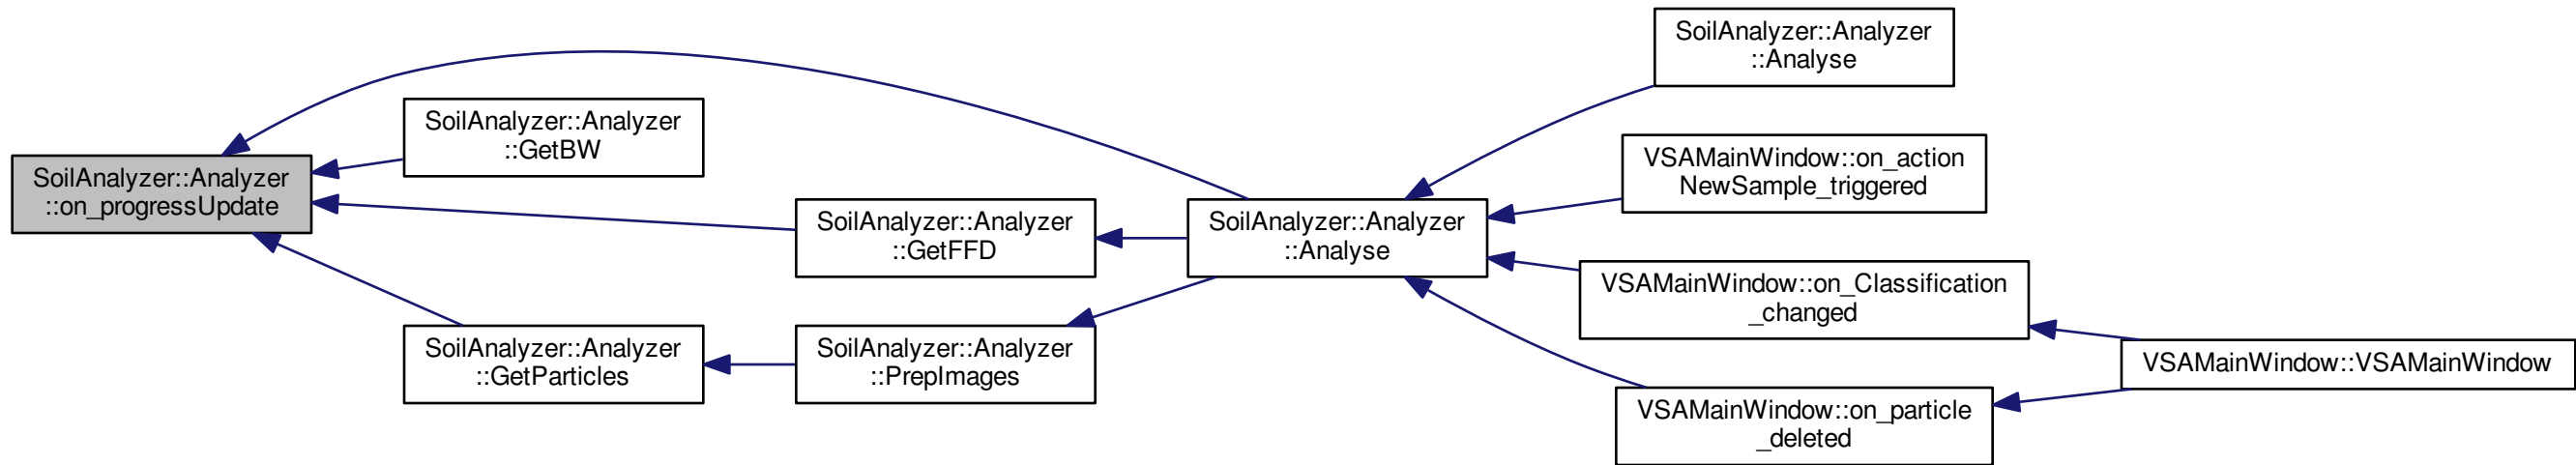 SoilAnalyzer::Analyzer
::on_progressUpdate
SoilAnalyzer::Analyzer
::GetBW
SoilAnalyzer::Analyzer
::GetFFD
SoilAnalyzer::Analyzer
::GetParticles
SoilAnalyzer::Analyzer
::PrepImages
SoilAnalyzer::Analyzer
::Analyse
SoilAnalyzer::Analyzer
::Analyse
VSAMainWindow::on_action
NewSample_triggered
VSAMainWindow::on_Classification
_changed
VSAMainWindow::on_particle
_deleted
VSAMainWindow::VSAMainWindow